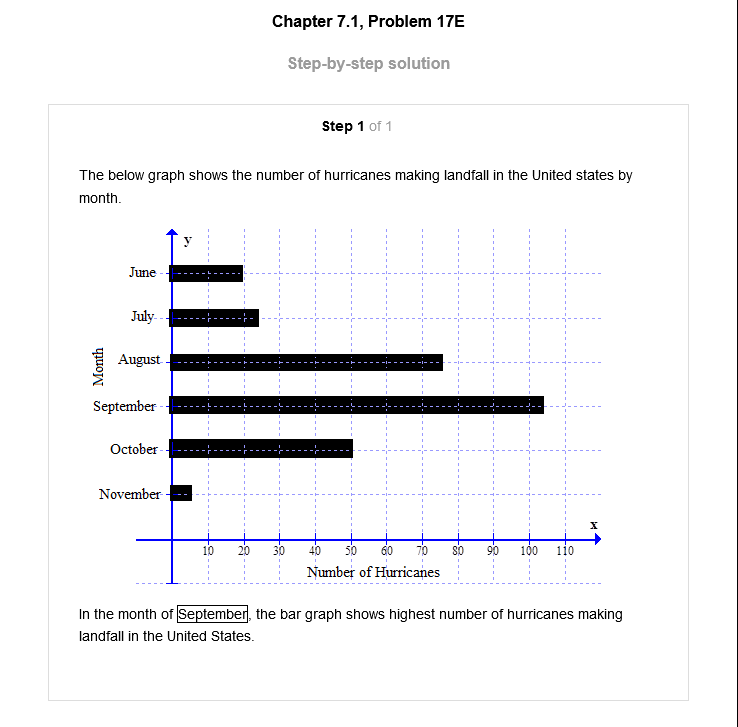 Chapter 7.1, Problem 17E
Step-by-step solution
Step 1 of 1
The below graph shows the number of hurricanes making landfall in the United states by
month.
y
June
July
August
September
October
November
Month
x
10 20 30 40 50 60 70 80 90 100 110
Number of Hurricanes
In the month of September, the bar graph shows highest number of hurricanes making
landfall in the United States.